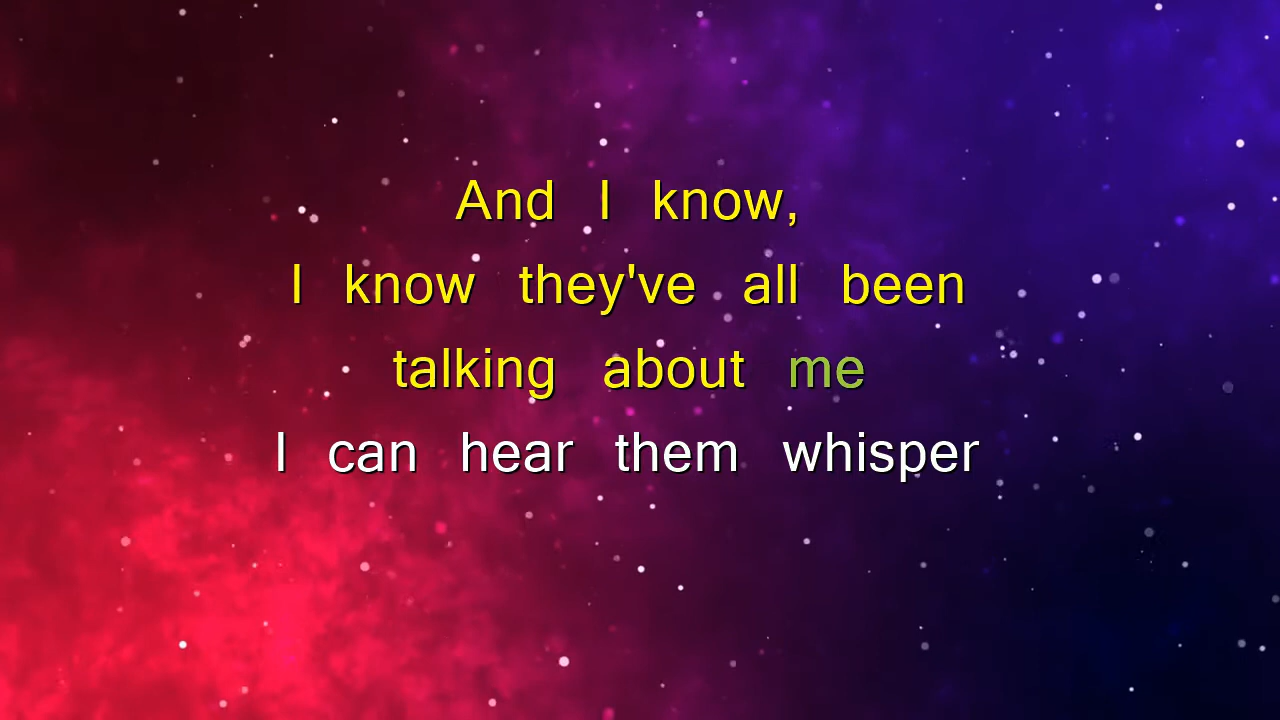 And I know,
I know they've all been
talking about me
I can hear them whisper